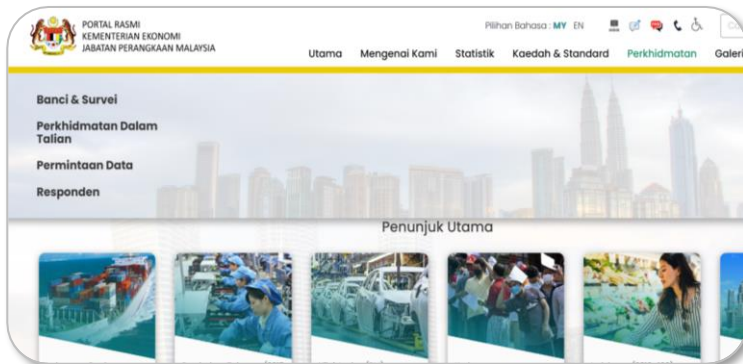 PORTAL RASMI
KEMENTERIAN EKONOMI
JABATAN PERANGKAAN MALAYSIA
Pilihan Bahasa : MY EN
Utama Mengenai Kami Statistik Kaedah & Standard Perkhidmatan Galeri
Banci & Survei
Perkhidmatan Dalam
Talian
Permintaan Data
Responden
Penunjuk Utama